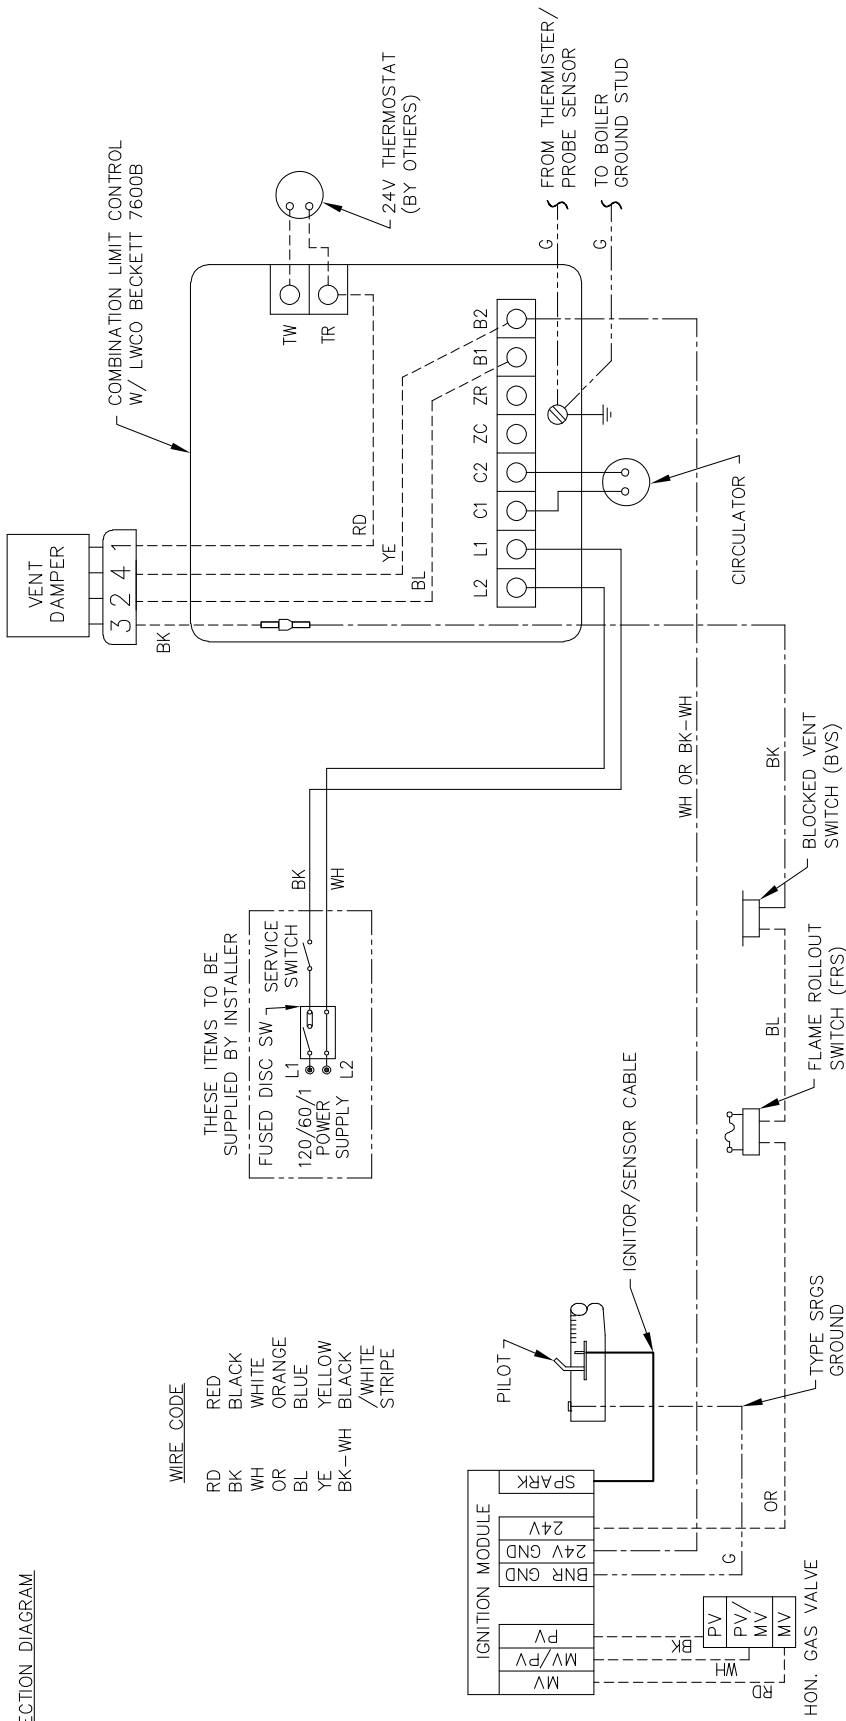 ECTION DIAGRAM
WIRE CODE
RD RED
BK BLACK
WH WHITE
OR ORANGE
BL BLUE
YE YELLOW
BK-WH BLACK
/WHITE
STRIPE
THESE ITEMS TO BE
SUPPLIED BY INSTALLER
FUSED DISC SW
SERVICE
SWITCH
L1
120/60/1
POWER
SUPPLY
L2
BK
WH
VENT
DAMPER
3 2 4 1
BK
BL
YE
RD
COMBINATION LIMIT CONTROL
W/ LWCO BECKETT 7600B
TW
TR
24V THERMOSTAT
(BY OTHERS)
L2 L1 C1 C2 ZC ZR B1 B2
G
FROM THERMISTER/
PROBE SENSOR
G
TO BOILER
GROUND STUD
CIRCULATOR
WH OR BK-WH
BK
BLOCKED VENT
SWITCH (BVS)
BL
FLAME ROLLOUT
SWITCH (FRS)
IGNITOR/SENSOR CABLE
PILOT
TYPE SRGS
GROUND
OR
G
IGNITION MODULE
MV
MV/PV
PV
BNR GND
24V GND
24V
SPARK
BK
WH
RD
PV
PV/
MV
MV
HON. GAS VALVE